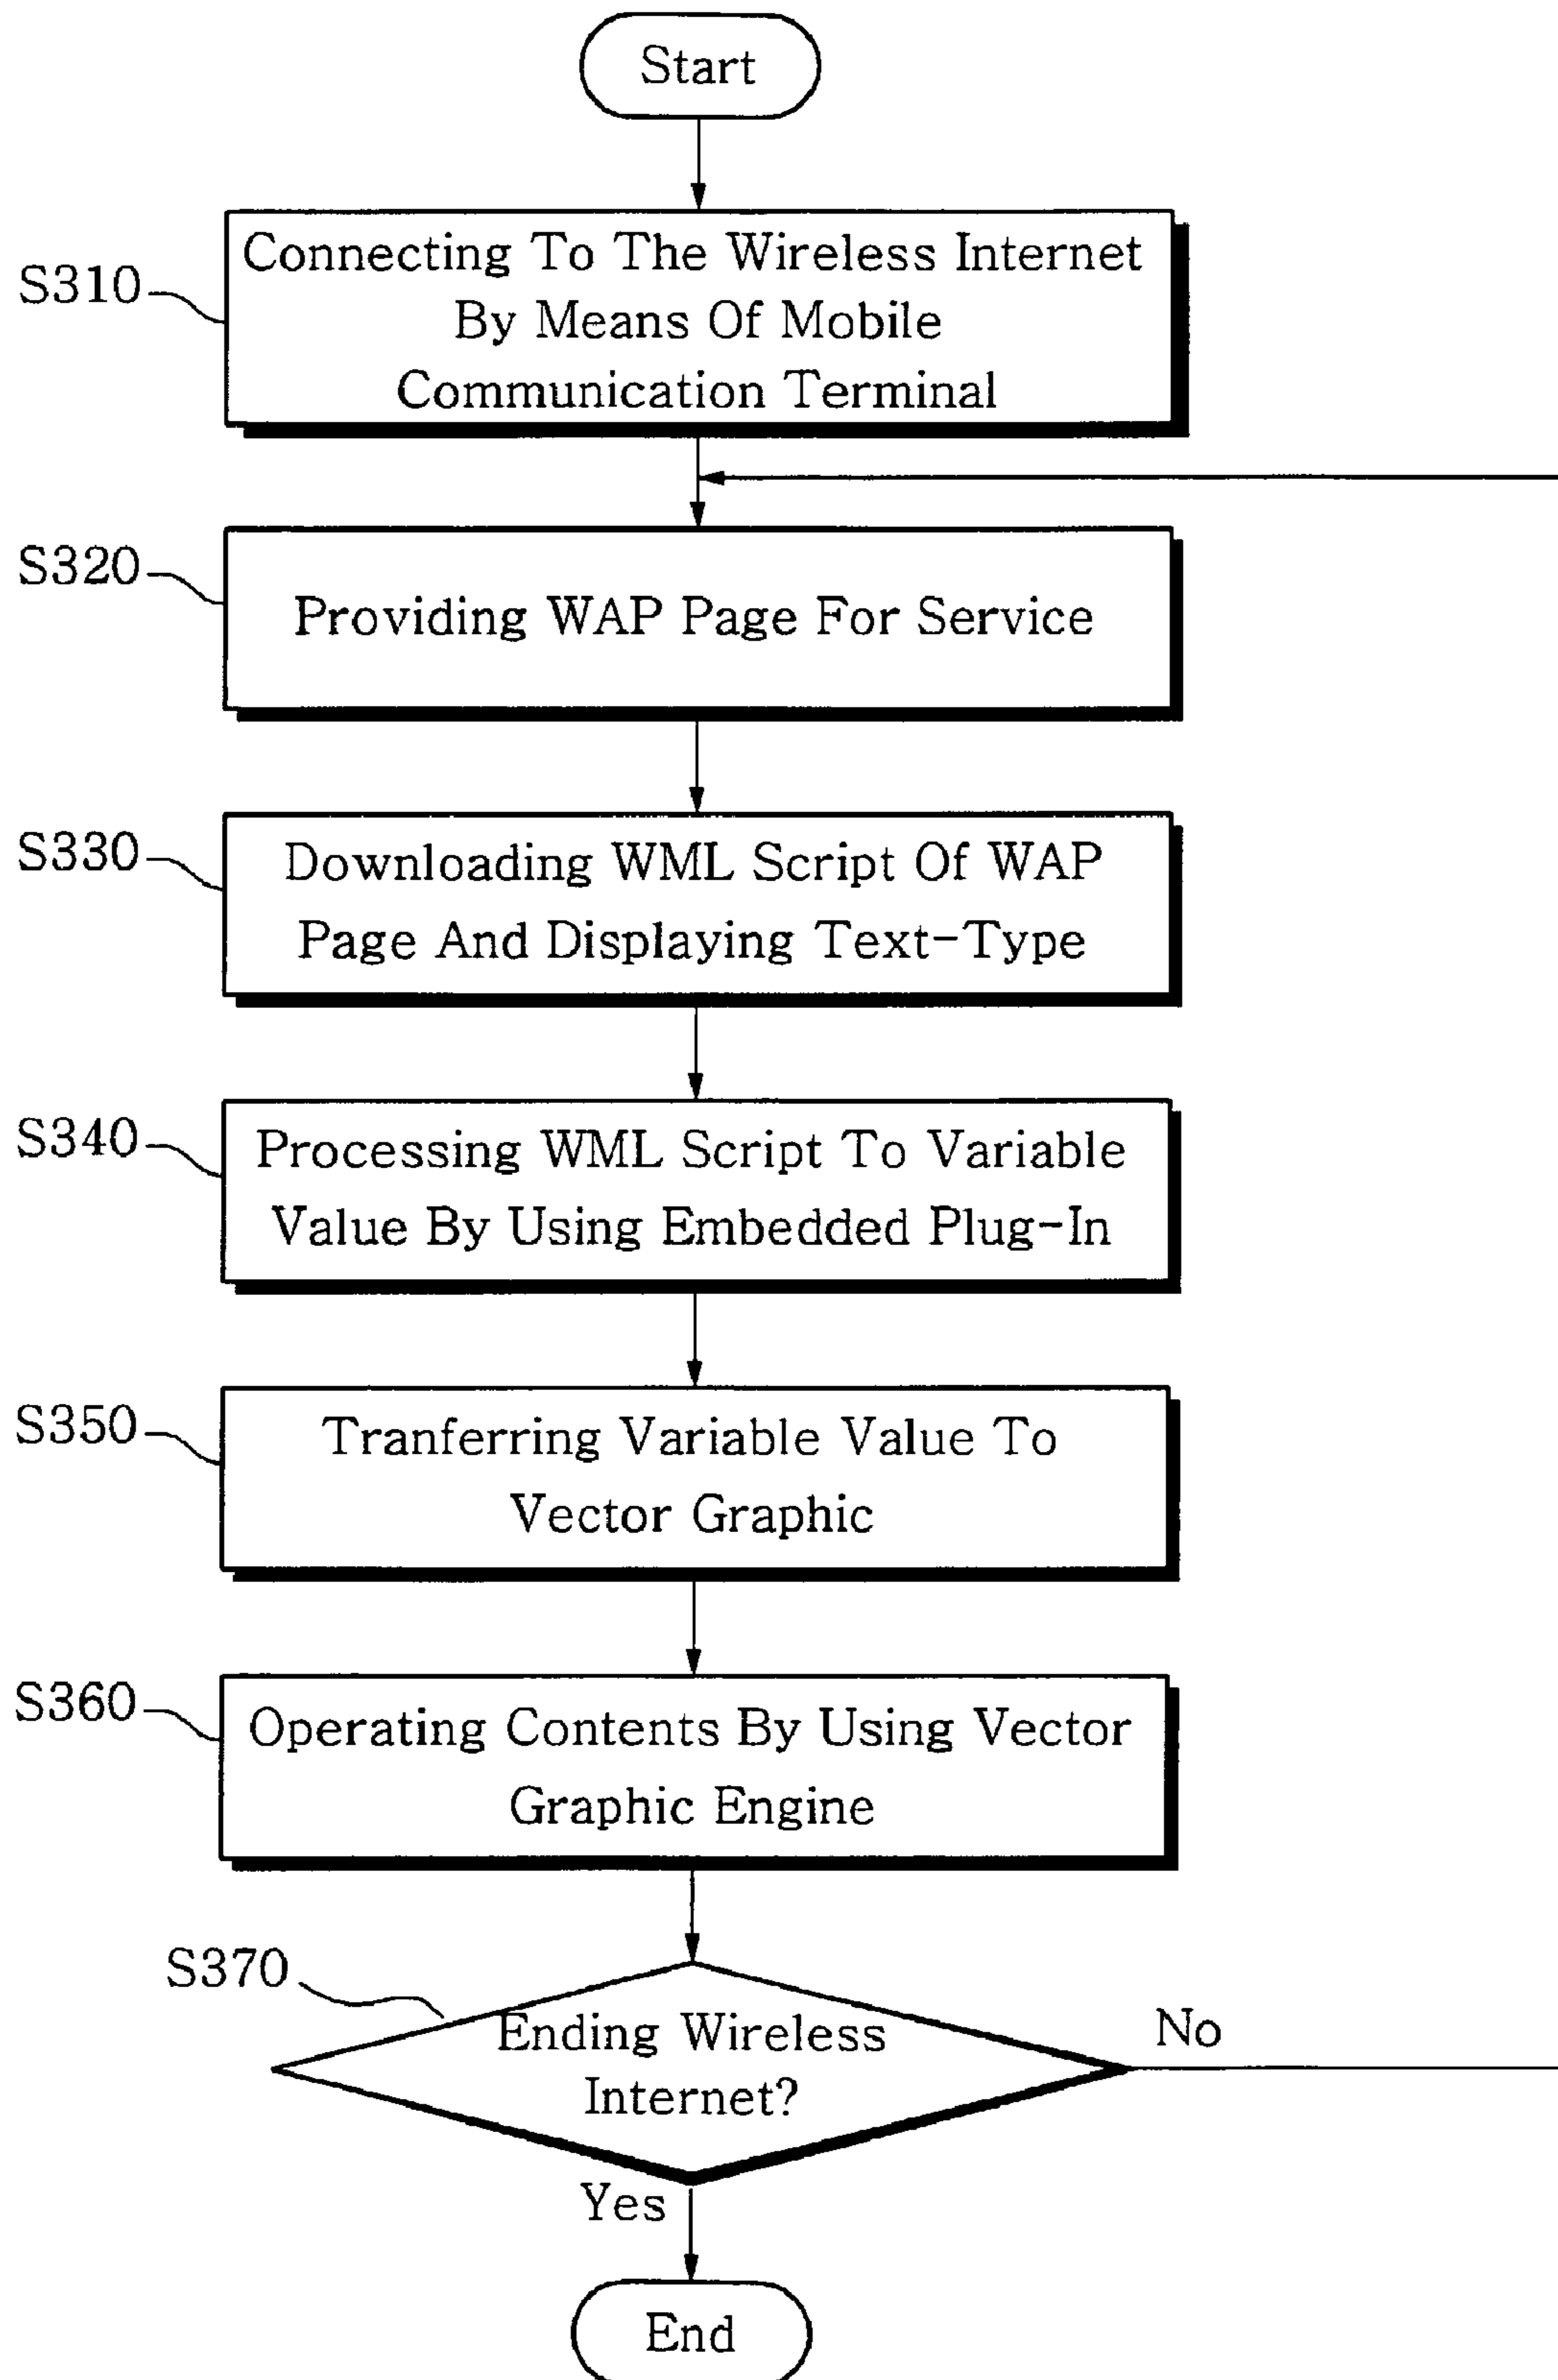 Start
S310
Connecting To The Wireless Internet
By Means Of Mobile
Communication Terminal
S320
Providing WAP Page For Service
S330
Downloading WML Script Of WAP
Page And Displaying Text-Type
S340
Processing WML Script To Variable
Value By Using Embedded Plug-In
S350
Tranferring Variable Value To
Vector Graphic
S360
Operating Contents By Using Vector
Graphic Engine
S370
Ending Wireless
Internet?
No
Yes
End